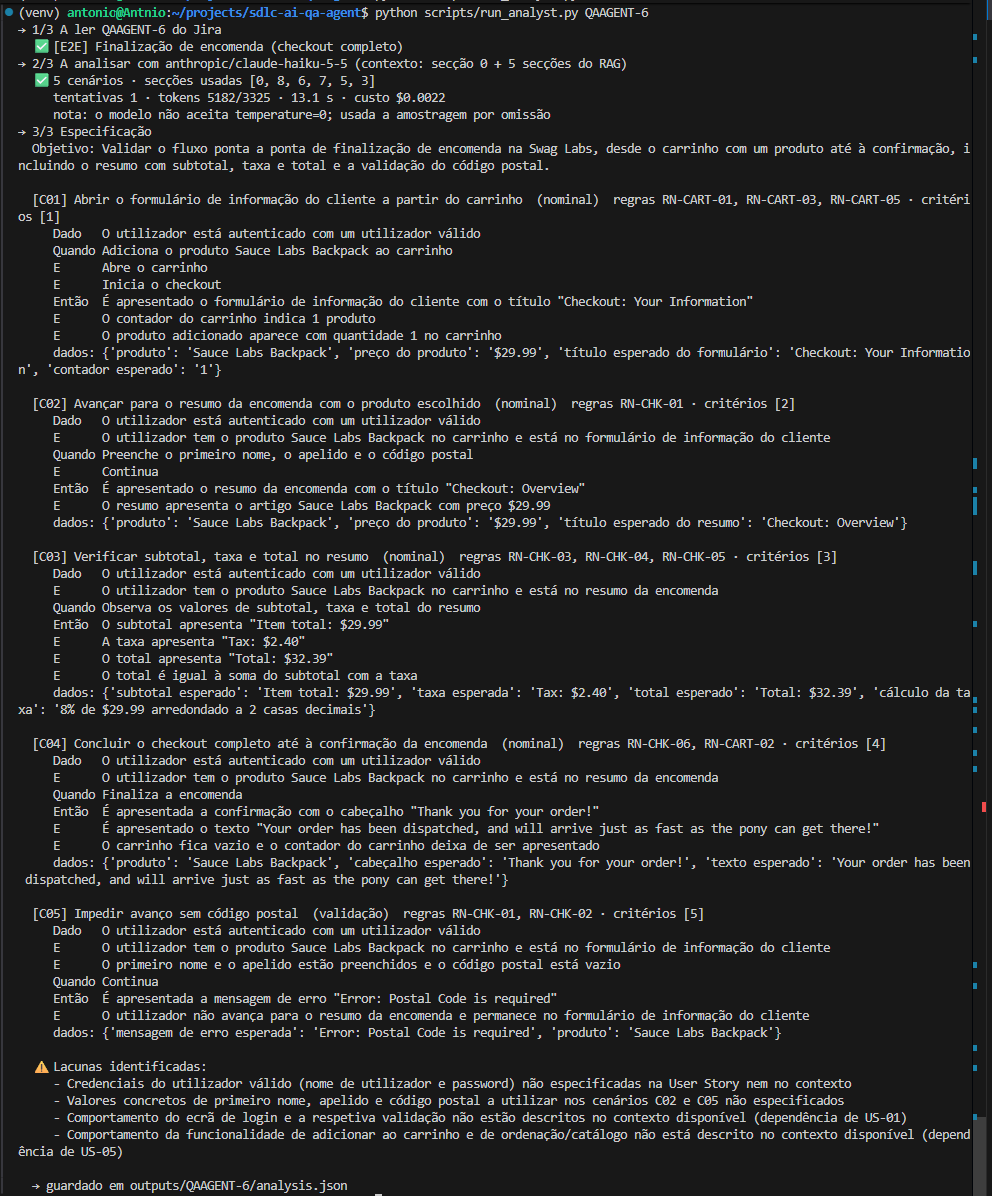 (venv) antonic@Antnio:~/projects/sdlc-ai-qa-agent$ python scripts/run_analyst.py QAAGENT-6
→ 1/3 A ler QAAGENT-6 do Jira
✅ [E2E] Finalização de encomenda (checkout completo)
→ 2/3 A analisar com anthropic/claude-haiku-5-5 (contexto: secção 0 + 5 secções do RAG)
✅ 5 cenários · secções usadas [0, 8, 6, 7, 5, 3]
tentativas 1 · tokens 5182/3325 · 13.1 s · custo $0.0022
nota: o modelo não aceita temperature=0; usada a amostragem por omissão
→ 3/3 Especificação
Objetivo: Validar o fluxo ponta a ponta de finalização de encomenda na Swag Labs, desde o carrinho com um produto até à confirmação, i
ncluindo o resumo com subtotal, taxa e total e a validação do código postal.
[C01] Abrir o formulário de informação do cliente a partir do carrinho (nominal) regras RN-CART-01, RN-CART-03, RN-CART-05 · critéri
os [1]
Dado O utilizador está autenticado com um utilizador válido
Quando Adiciona o produto Sauce Labs Backpack ao carrinho
E Abre o carrinho
E Inicia o checkout
Então É apresentado o formulário de informação do cliente com o título "Checkout: Your Information"
E O contador do carrinho indica 1 produto
E O produto adicionado aparece com quantidade 1 no carrinho
dados: {'produto': 'Sauce Labs Backpack', 'preço do produto': '$29.99', 'título esperado do formulário': 'Checkout: Your Informatio
n', 'contador esperado': '1'}
[C02] Avançar para o resumo da encomenda com o produto escolhido (nominal) regras RN-CHK-01 · critérios [2]
Dado O utilizador está autenticado com um utilizador válido
E O utilizador tem o produto Sauce Labs Backpack no carrinho e está no formulário de informação do cliente
Quando Preenche o primeiro nome, o apelido e o código postal
E Continua
Então É apresentado o resumo da encomenda com o título "Checkout: Overview"
E O resumo apresenta o artigo Sauce Labs Backpack com preço $29.99
dados: {'produto': 'Sauce Labs Backpack', 'preço do produto': '$29.99', 'título esperado do resumo': 'Checkout: Overview'}
[C03] Verificar subtotal, taxa e total no resumo (nominal) regras RN-CHK-03, RN-CHK-04, RN-CHK-05 · critérios [3]
Dado O utilizador está autenticado com um utilizador válido
E O utilizador tem o produto Sauce Labs Backpack no carrinho e está no resumo da encomenda
Quando Observa os valores de subtotal, taxa e total do resumo
Então O subtotal apresenta "Item total: $29.99"
E A taxa apresenta "Tax: $2.40"
E O total apresenta "Total: $32.39"
E O total é igual à soma do subtotal com a taxa
dados: {'subtotal esperado': 'Item total: $29.99', 'taxa esperada': 'Tax: $2.40', 'total esperado': 'Total: $32.39', 'cálculo da ta
xa': '8% de $29.99 arredondado a 2 casas decimais'}
[C04] Concluir o checkout completo até à confirmação da encomenda (nominal) regras RN-CHK-06, RN-CART-02 · critérios [4]
Dado O utilizador está autenticado com um utilizador válido
E O utilizador tem o produto Sauce Labs Backpack no carrinho e está no resumo da encomenda
Quando Finaliza a encomenda
Então É apresentada a confirmação com o cabeçalho "Thank you for your order!"
E É apresentado o texto "Your order has been dispatched, and will arrive just as fast as the pony can get there!"
E O carrinho fica vazio e o contador do carrinho deixa de ser apresentado
dados: {'produto': 'Sauce Labs Backpack', 'cabeçalho esperado': 'Thank you for your order!', 'texto esperado': 'Your order has been
dispatched, and will arrive just as fast as the pony can get there!'}
[C05] Impedir avanço sem código postal (validação) regras RN-CHK-01, RN-CHK-02 · critérios [5]
Dado O utilizador está autenticado com um utilizador válido
E O utilizador tem o produto Sauce Labs Backpack no carrinho e está no formulário de informação do cliente
E O primeiro nome e o apelido estão preenchidos e o código postal está vazio
Quando Continua
Então É apresentada a mensagem de erro "Error: Postal Code is required"
E O utilizador não avança para o resumo da encomenda e permanece no formulário de informação do cliente
dados: {'mensagem de erro esperada': 'Error: Postal Code is required', 'produto': 'Sauce Labs Backpack'}
⚠️ Lacunas identificadas:
- Credenciais do utilizador válido (nome de utilizador e password) não especificadas na User Story nem no contexto
- Valores concretos de primeiro nome, apelido e código postal a utilizar nos cenários C02 e C05 não especificados
- Comportamento do ecrã de login e a respetiva validação não estão descritos no contexto disponível (dependência de US-01)
- Comportamento da funcionalidade de adicionar ao carrinho e de ordenação/catálogo não está descrito no contexto disponível (depend
ência de US-05)
→ guardado em outputs/QAAGENT-6/analysis.json